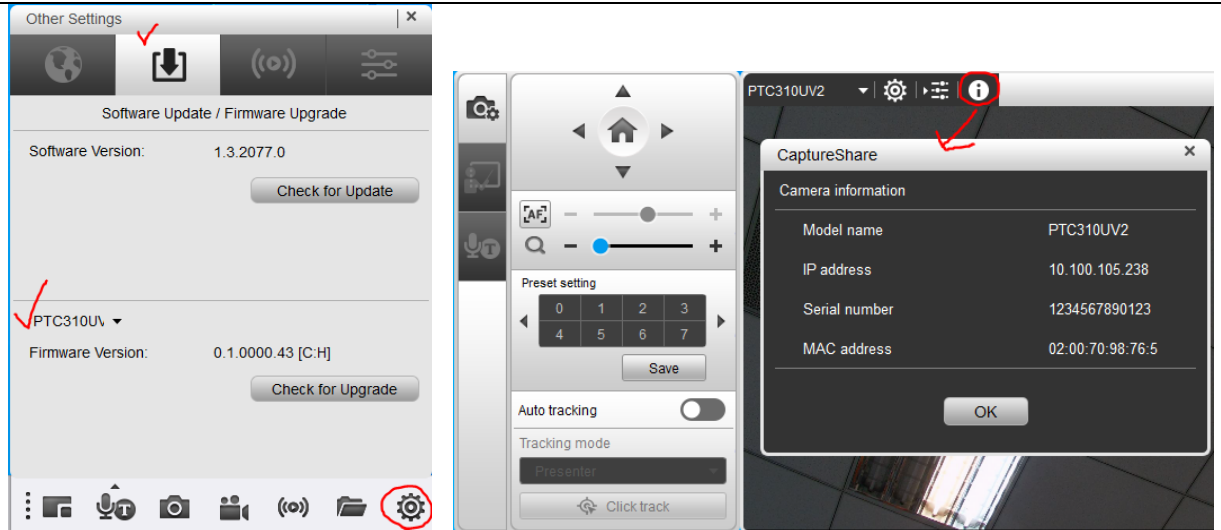 Other Settings
Software Update / Firmware Upgrade
Software Version: 1.3.2077.0
Check for Update
PTC310U\
Firmware Version: 0.1.0000.43 [C:H]
Check for Upgrade
T
AF
T
Preset setting
0 1 2 3
4 5 6 7
Save
Auto tracking
Tracking mode
Presenter
Click track
PTC310UV2
CaptureShare
Camera information
Model name PTC310UV2
IP address 10.100.105.238
Serial number 1234567890123
MAC address 02:00:70:98:76:5
OK